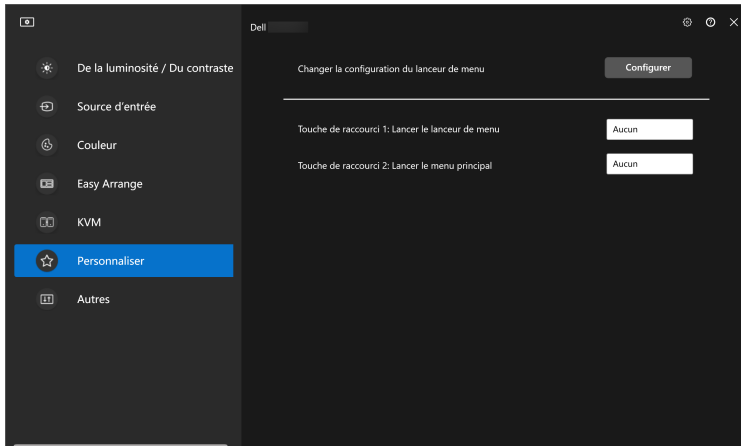 Dell
De la luminosité / Du contraste
Source d'entrée
Couleur
Easy Arrange
KVM
Personnaliser
Autres
Changer la configuration du lanceur de menu
Configurer
Touche de raccourci 1: Lancer le lanceur de menu
Aucun
Touche de raccourci 2: Lancer le menu principal
Aucun